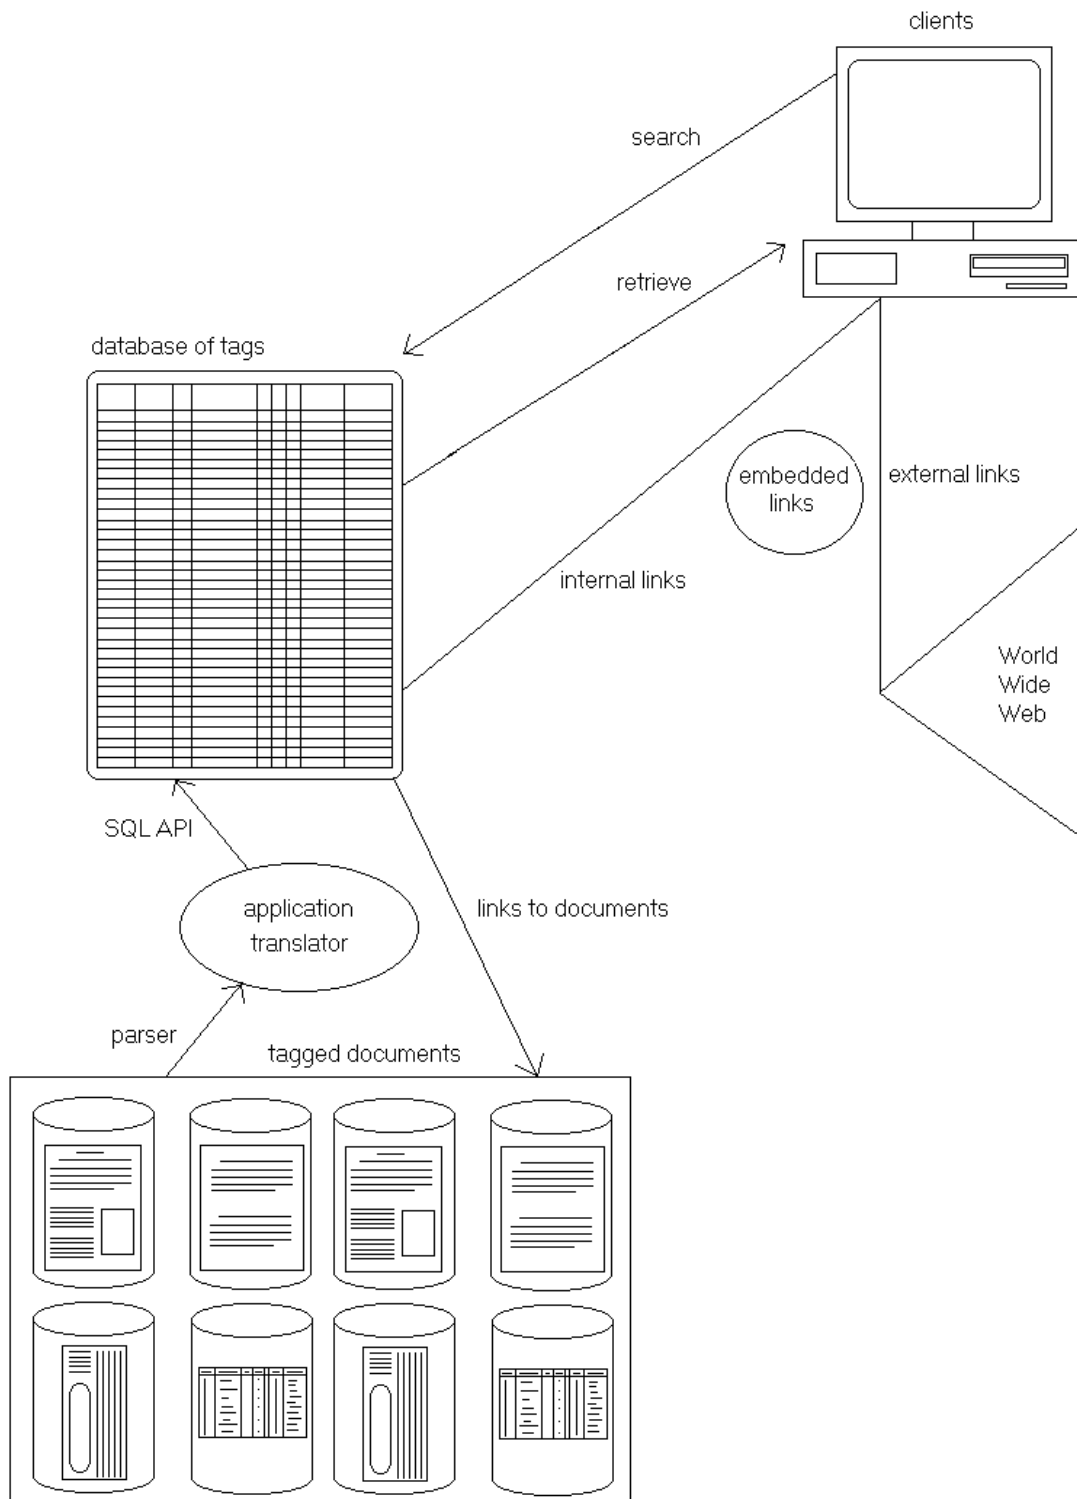 clients
search
retrieve
database of tags
embedded
links
external links
internal links
World
Wide
Web
SQL API
application
translator
links to documents
parser
tagged documents